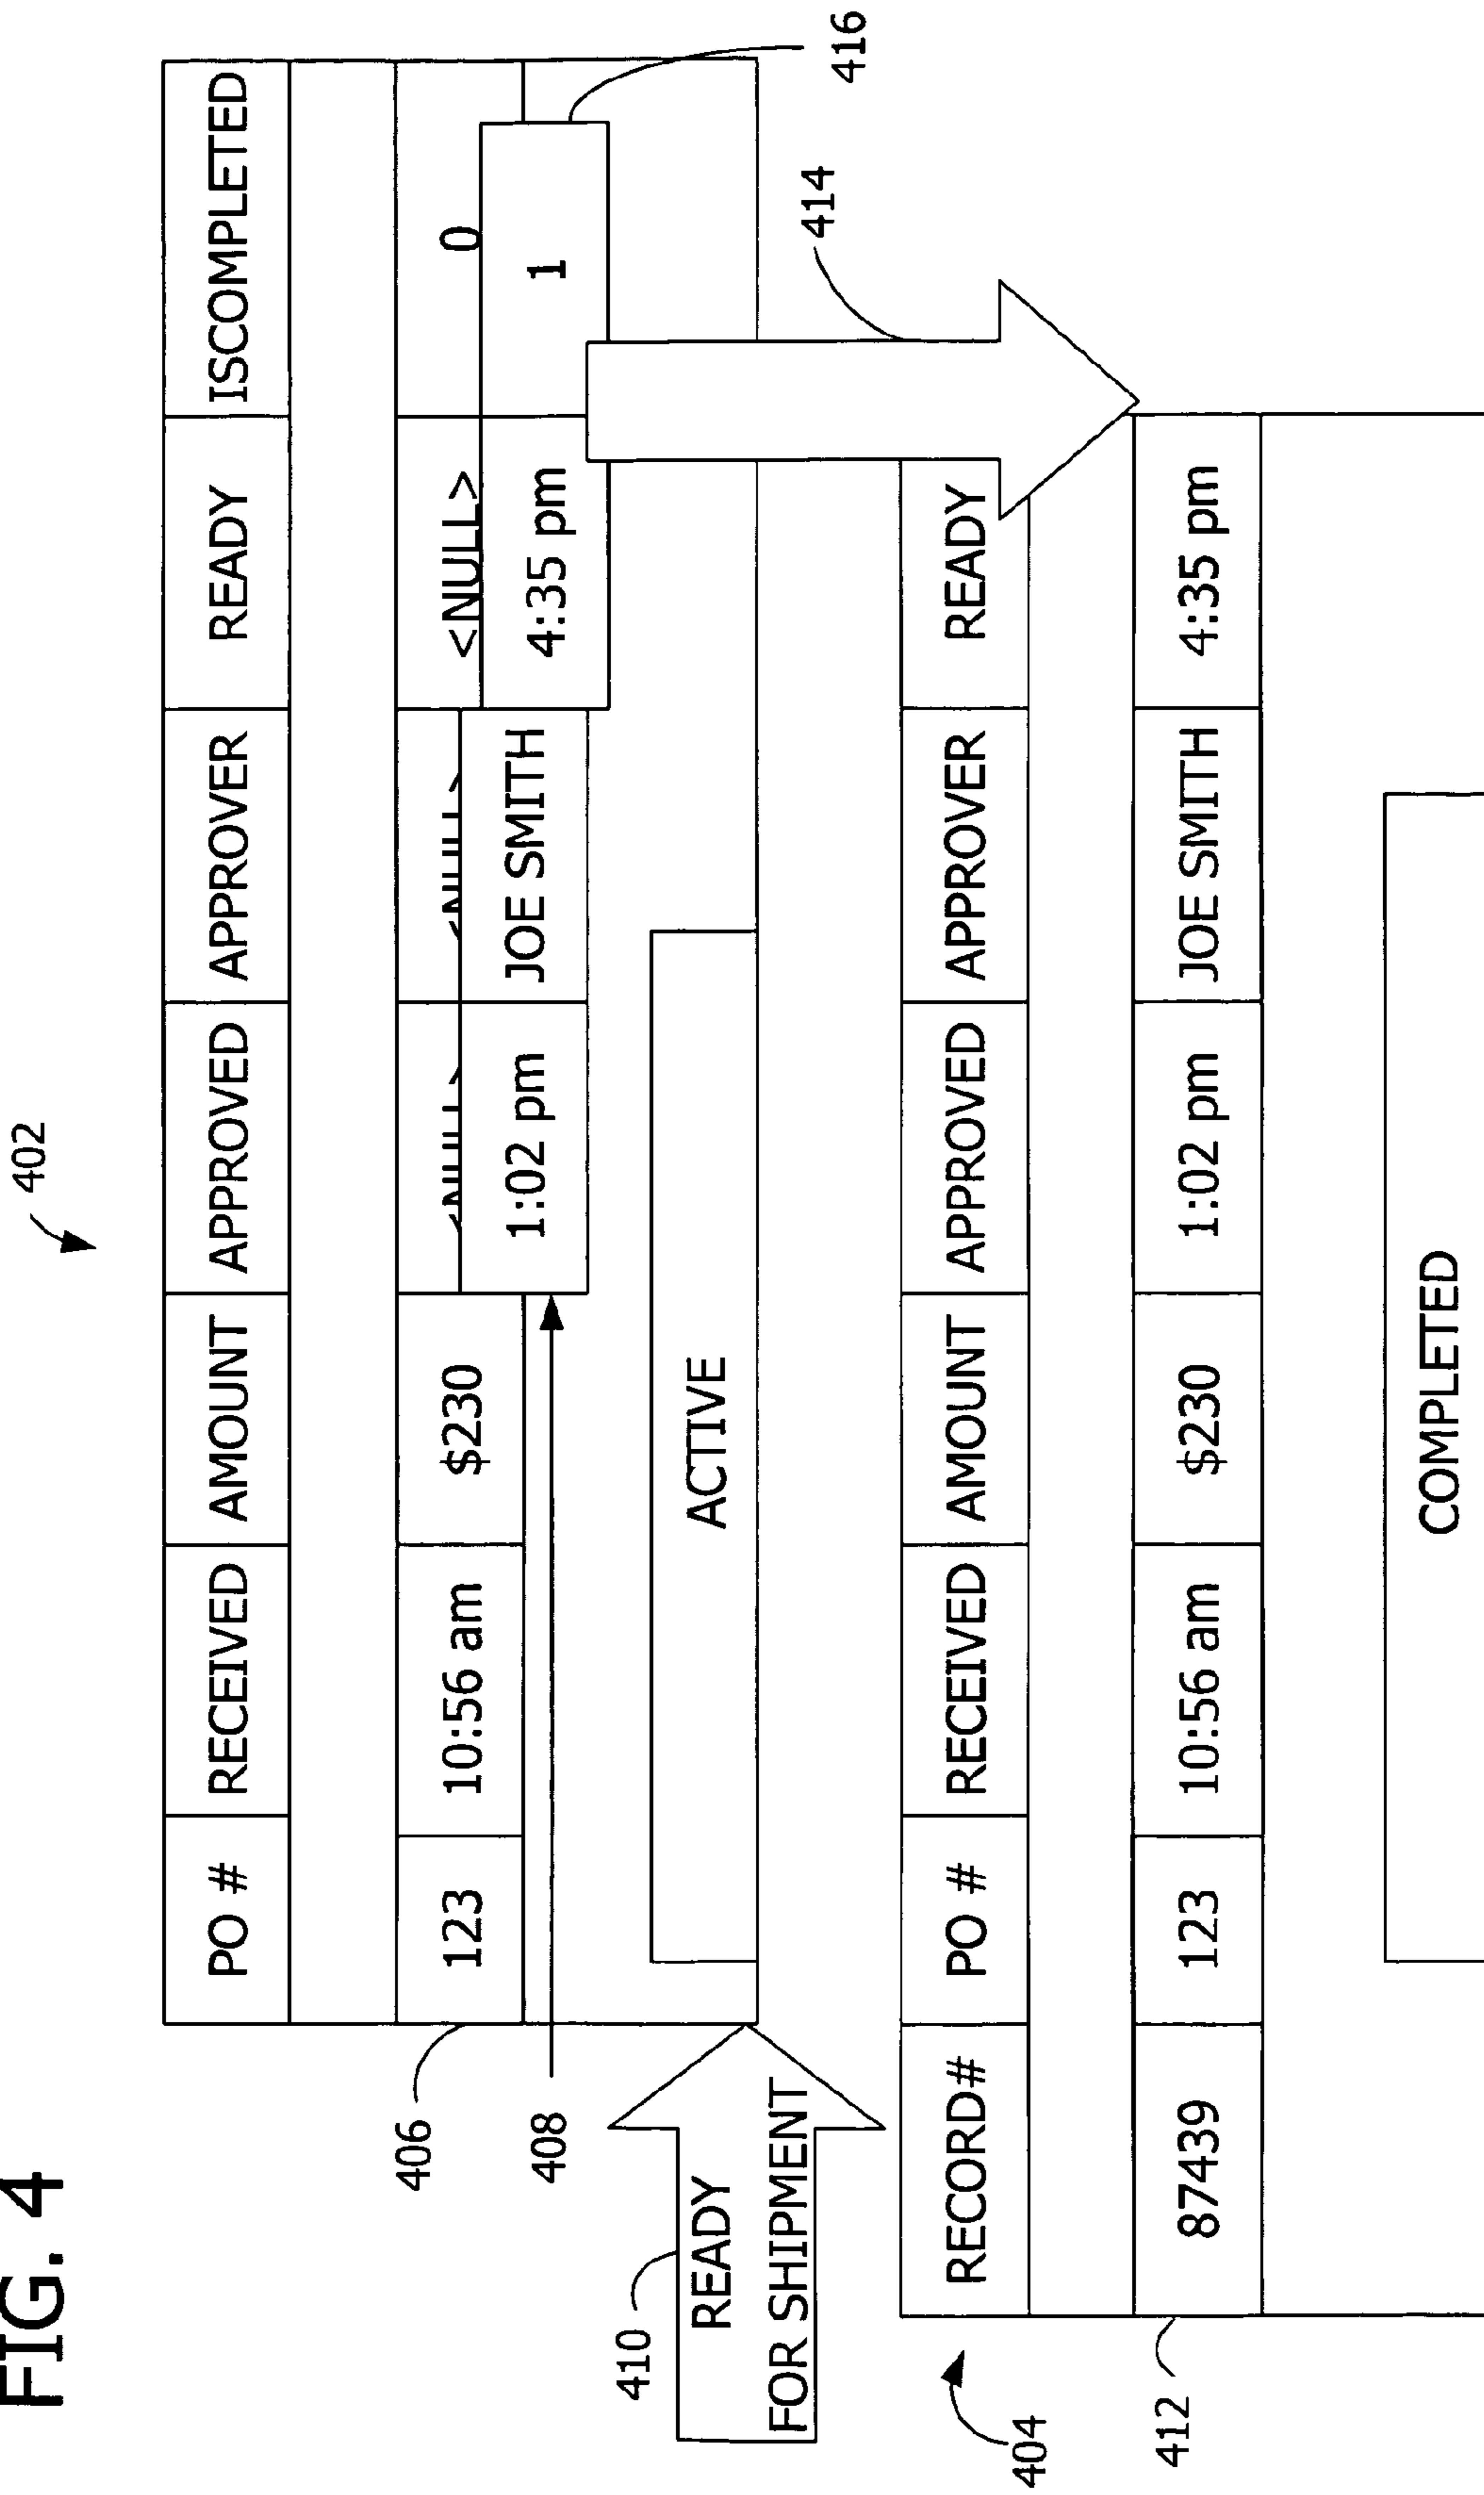 FIG. 4
402
PO # RECEIVED AMOUNT APPROVED APPROVER READY ISCOMPLETED
406
123 10:56 am $230 <NULL> 0
408
1:02 pm JOE SMITH 4:35 pm 1
416
410
READY
FOR SHIPMENT
ACTIVE
414
404
RECORD# PO # RECEIVED AMOUNT APPROVED APPROVER READY
412
87439 123 10:56 am $230 1:02 pm JOE SMITH 4:35 pm
COMPLETED